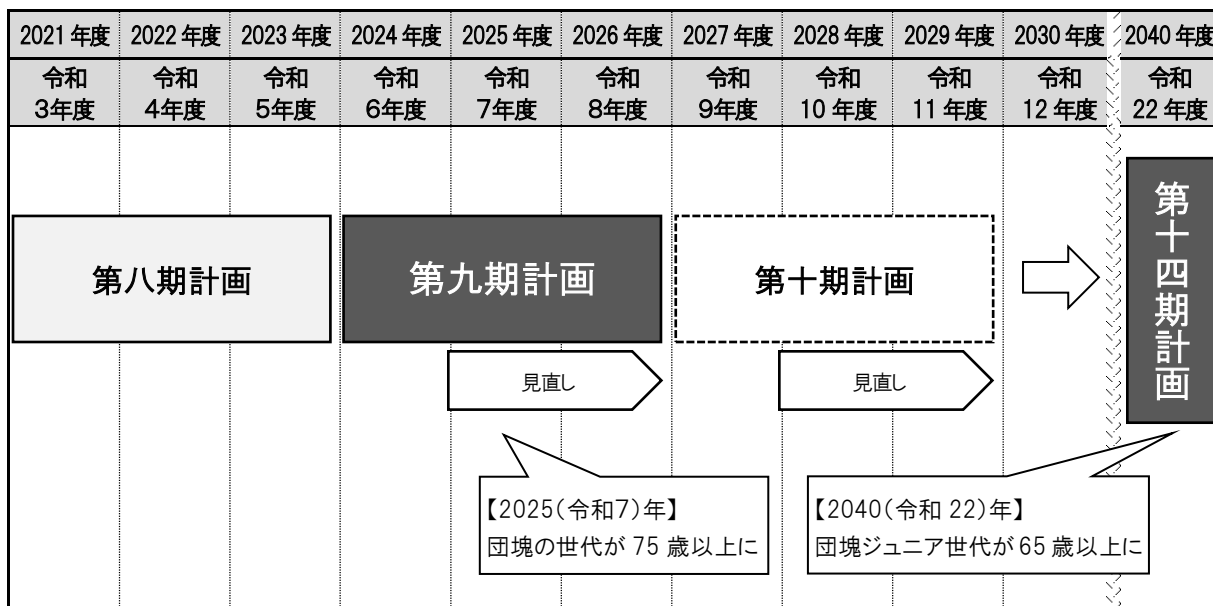 2021年度 2022年度 2023年度 2024年度 2025年度 2026年度 2027年度 2028年度 2029年度 2030年度 2040年度
令和 令和 令和 令和 令和 令和 令和 令和 令和 令和 令和
3年度 4年度 5年度 6年度 7年度 8年度 9年度 10年度 11年度 12年度 22年度
第八期計画
第九期計画
第十期計画
第十四期計画
見直し
見直し
【2025(令和7)年】
団塊の世代が 75 歳以上に
【2040(令和 22)年】
団塊ジュニア世代が 65 歳以上に